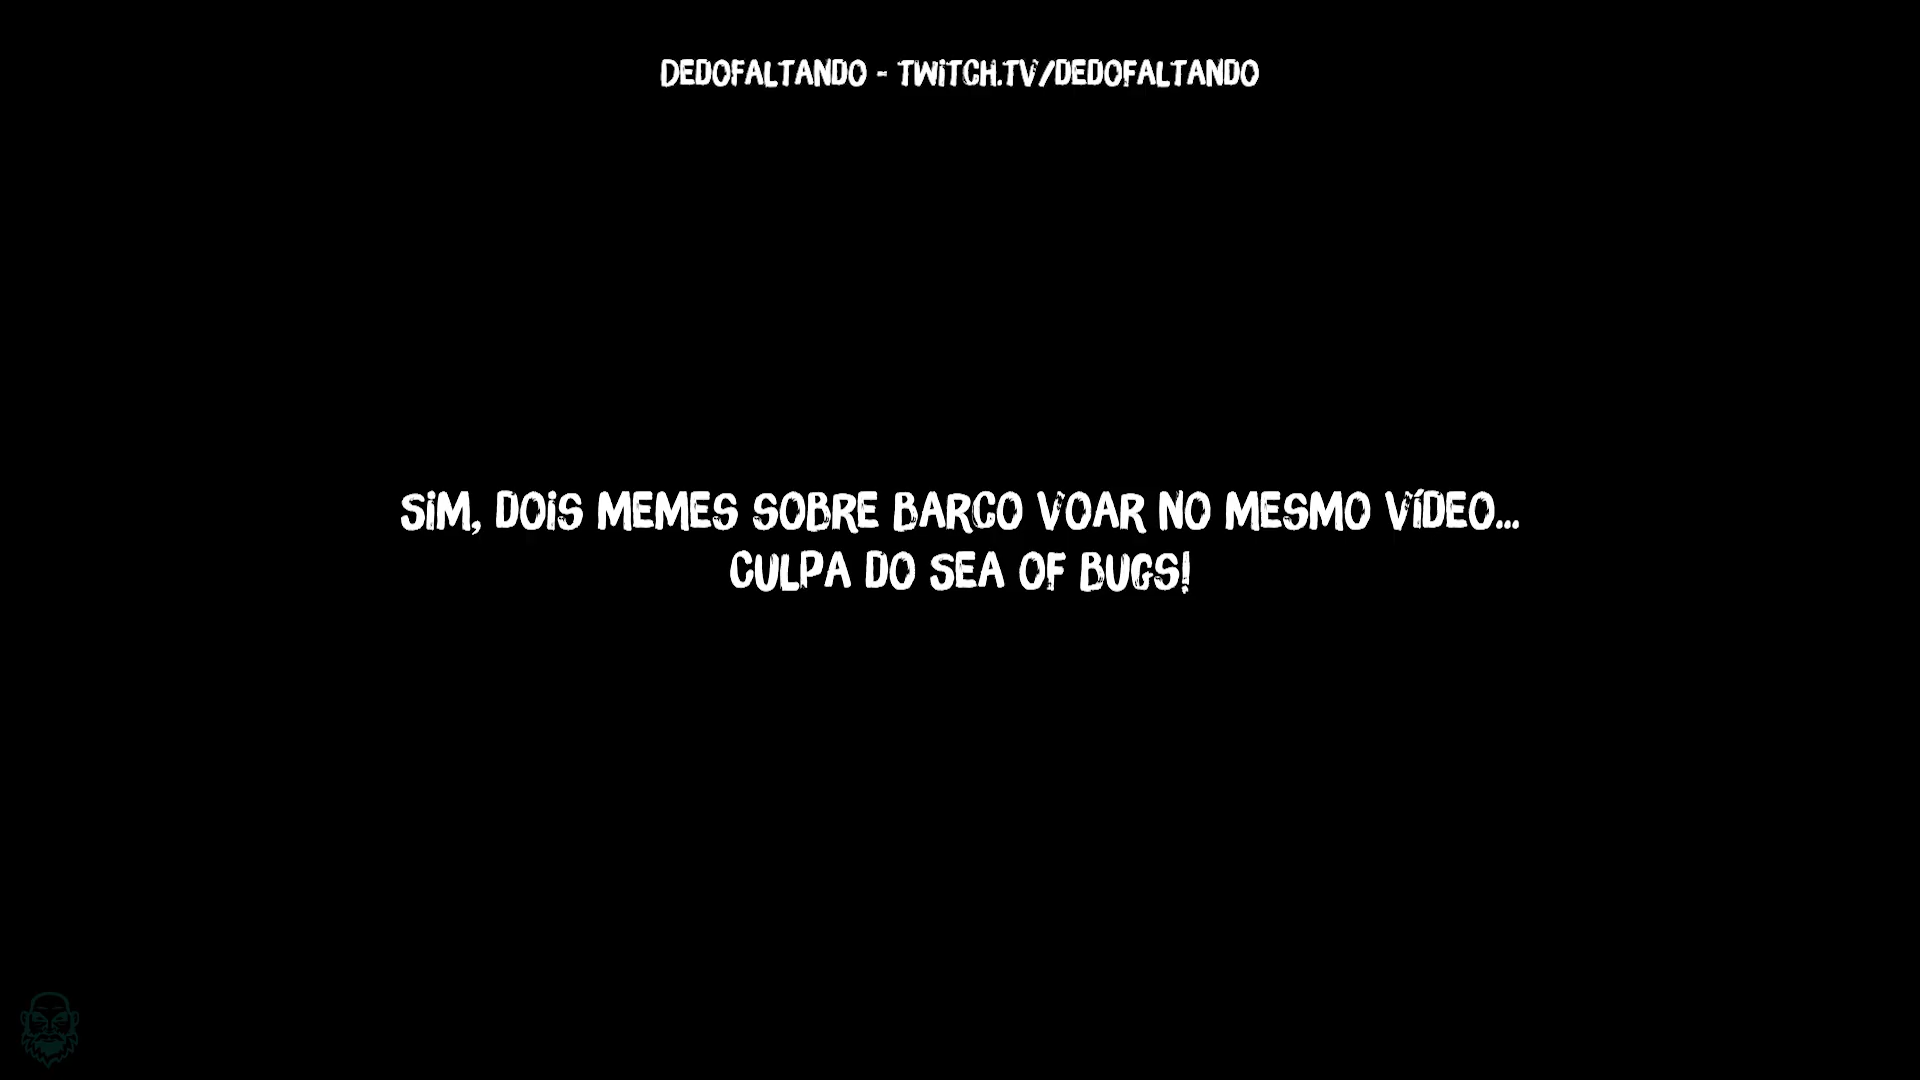 DEDOFALTANDO - TWITCH.TV/DEDOFALTANDO
SIM, DOIS MEMES SOBRE BARCO VOAR NO MESMO VÍDEO...
CULPA DO SEA OF BUGS!